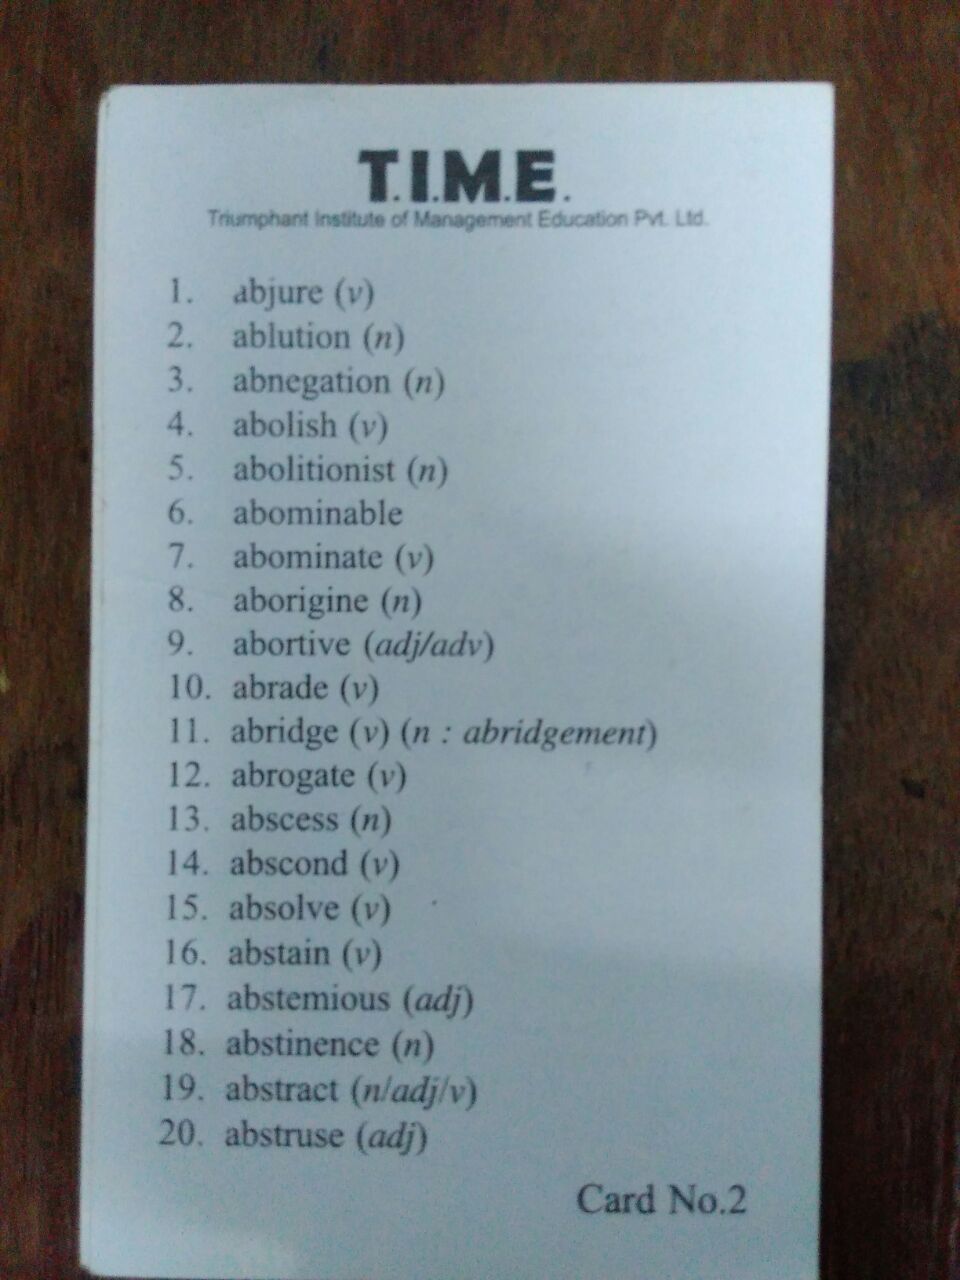 T.I.M.E.
Triumphant Institute of Management Education Pvt. Ltd.
1. abjure (v)
2. ablution (n)
3. abnegation (n)
4. abolish (v)
5. abolitionist (n)
6. abominable
7. abominate (v)
8. aborigine (n)
9. abortive (adj/adv)
10. abrade (v)
11. abridge (v) (n : abridgement)
12. abrogate (v)
13. abscess (n)
14. abscond (v)
15. absolve (v)
16. abstain (v)
17. abstemious (adj)
18. abstinence (n)
19. abstract (n/adj/v)
20. abstruse (adj)
Card No.2